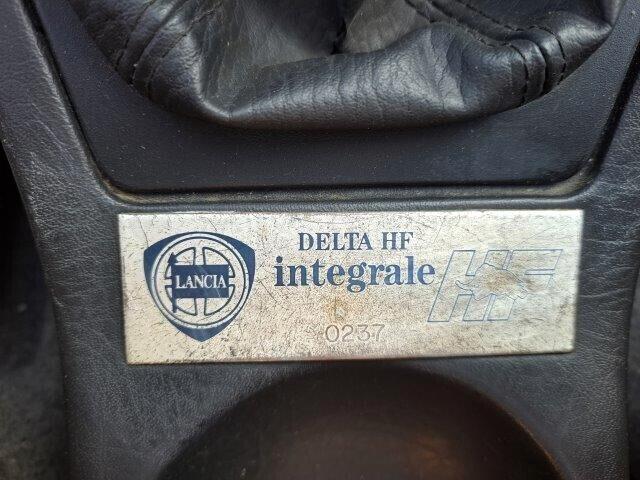 DELTA HF
LANCIA
integrale
HF
0237